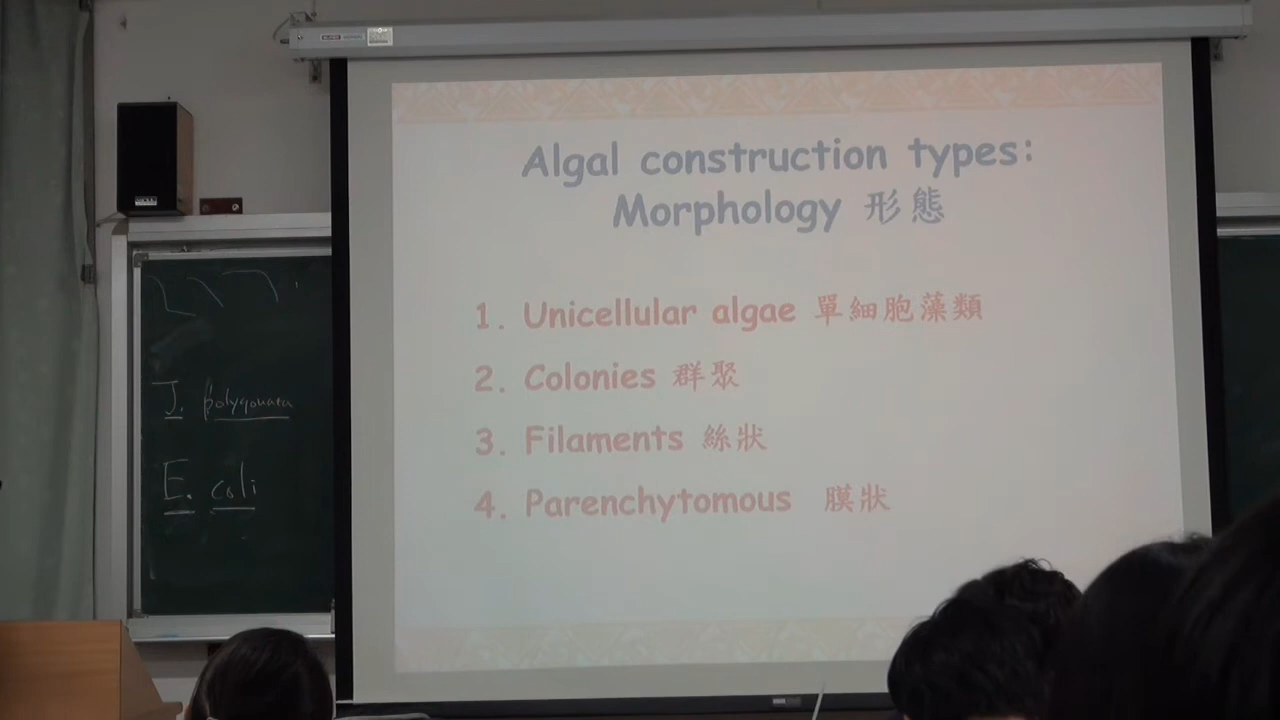 Algal construction types:
Morphology 形態
1. Unicellular algae 單細胞藻類
2. Colonies 群聚
3. Filaments 絲狀
4. Parenchytomous 膜狀
J. polygonata
E. coli